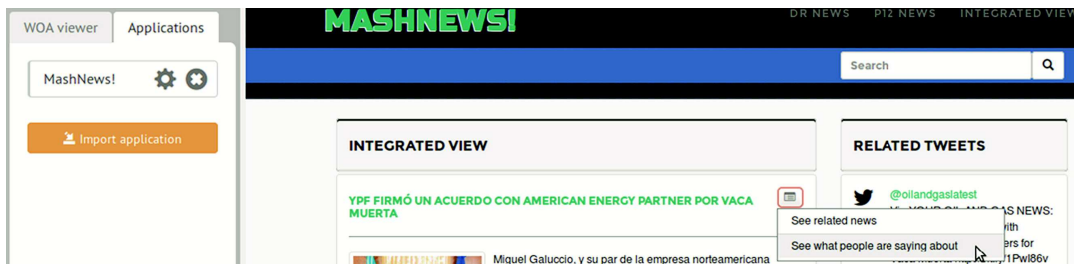 WOA viewer
Applications
MashNews!
Import application
MASHNEWS!
DR NEWS
P12 NEWS
INTEGRATED VIEW
Search
INTEGRATED VIEW
YPF FIRMÓ UN ACUERDO CON AMERICAN ENERGY PARTNER POR VACA
MUERTA
See related news
See what people are saying about
Miguel Galuccio, y su par de la empresa norteamericana
RELATED TWEETS
@oilandgaslatest
GAS NEWS: